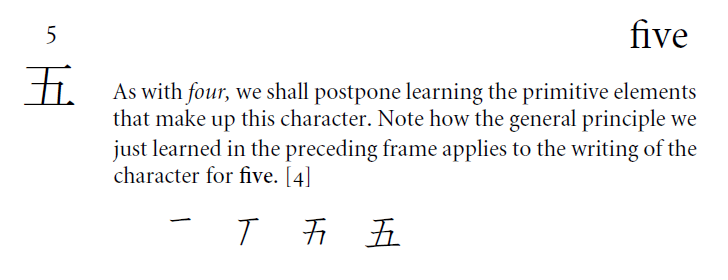 5 five
五
As with four, we shall postpone learning the primitive elements
that make up this character. Note how the general principle we
just learned in the preceding frame applies to the writing of the
character for five. [4]
一 丅 五